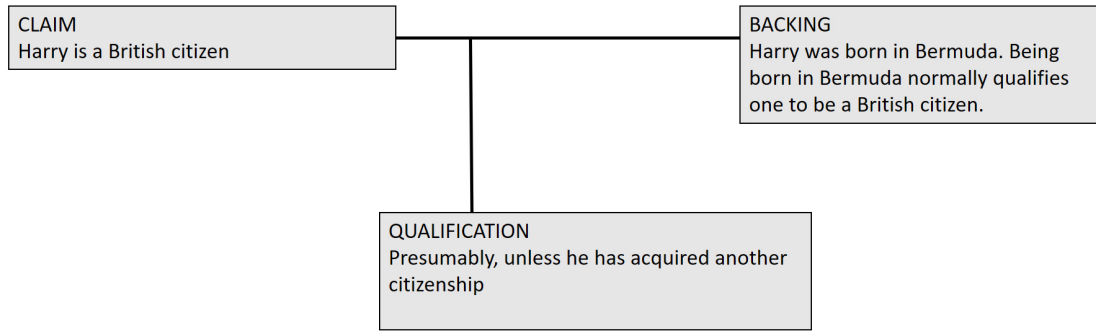 CLAIM
Harry is a British citizen
BACKING
Harry was born in Bermuda. Being
born in Bermuda normally qualifies
one to be a British citizen.
QUALIFICATION
Presumably, unless he has acquired another
citizenship